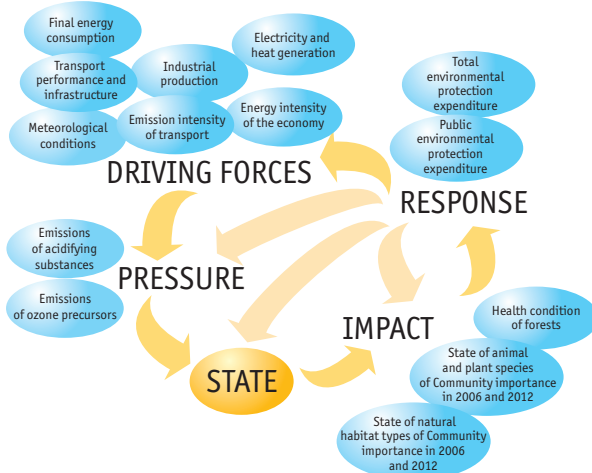 Final energy
consumption
Electricity and
heat generation
Transport
performance and
infrastructure
Industrial
production
Meteorological
conditions
Emission intensity
of transport
Energy intensity
of the economy
Total
environmental
protection
expenditure
Public
environmental
protection
expenditure
DRIVING FORCES
RESPONSE
Emissions
of acidifying
substances
PRESSURE
Emissions
of ozone precursors
IMPACT
Health condition
of forests
STATE
State of animal
and plant species
of Community importance
in 2006 and 2012
State of natural
habitat types of Community
importance in 2006
and 2012